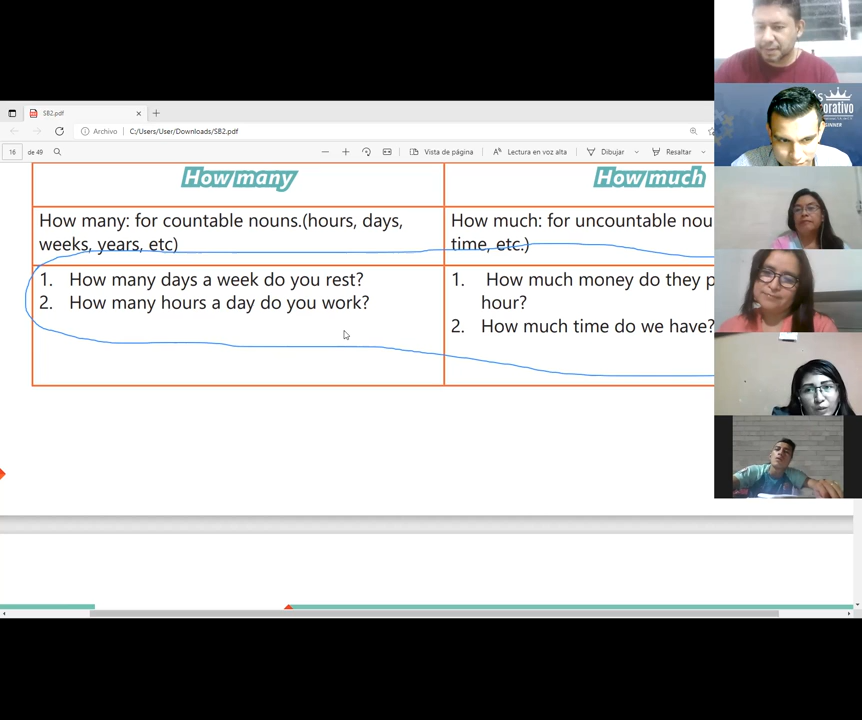 SB2.pdf
Archivo C:/Users/User/Downloads/SB2.pdf
16 de 49 Vista de página Lectura en voz alta Dibujar Resaltar
How many How much
How many: for countable nouns.(hours, days,
weeks, years, etc)
How much: for uncountable nou
time, etc.)
1. How many days a week do you rest?
2. How many hours a day do you work?
1. How much money do they p
hour?
2. How much time do we have?